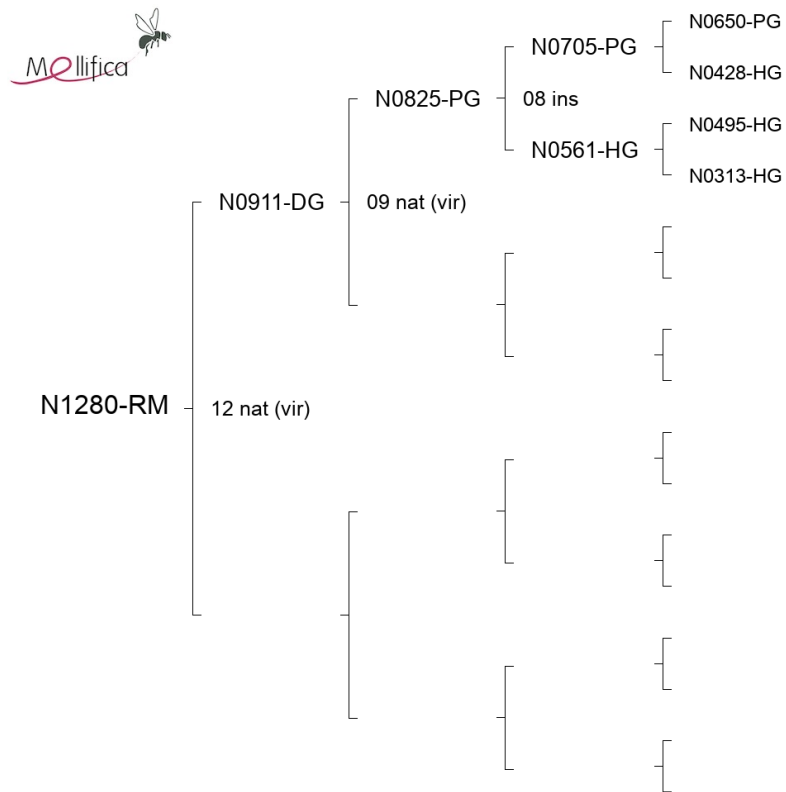 Mellifica
N0650-PG
N0705-PG
N0428-HG
N0825-PG
08 ins
N0495-HG
N0561-HG
N0313-HG
N0911-DG
09 nat (vir)
N1280-RM
12 nat (vir)